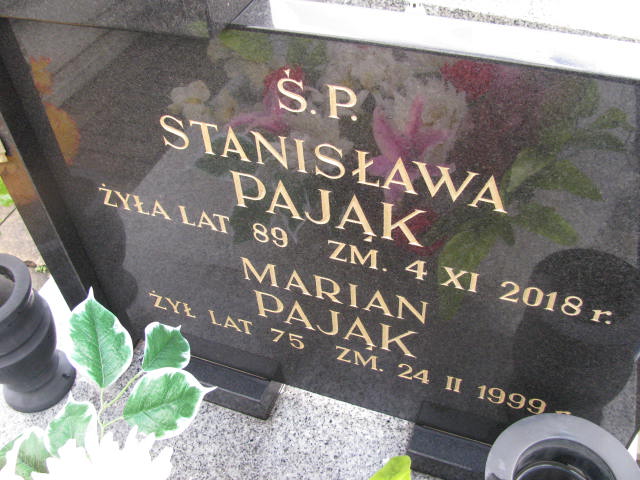 Ś.P.
STANISŁAWA
PAJĄK
ŻYŁA LAT 89 ZM. 4 XI 2018 r.
MARIAN
PAJĄK
ŻYŁ LAT 75 ZM. 24 II 1999 r.